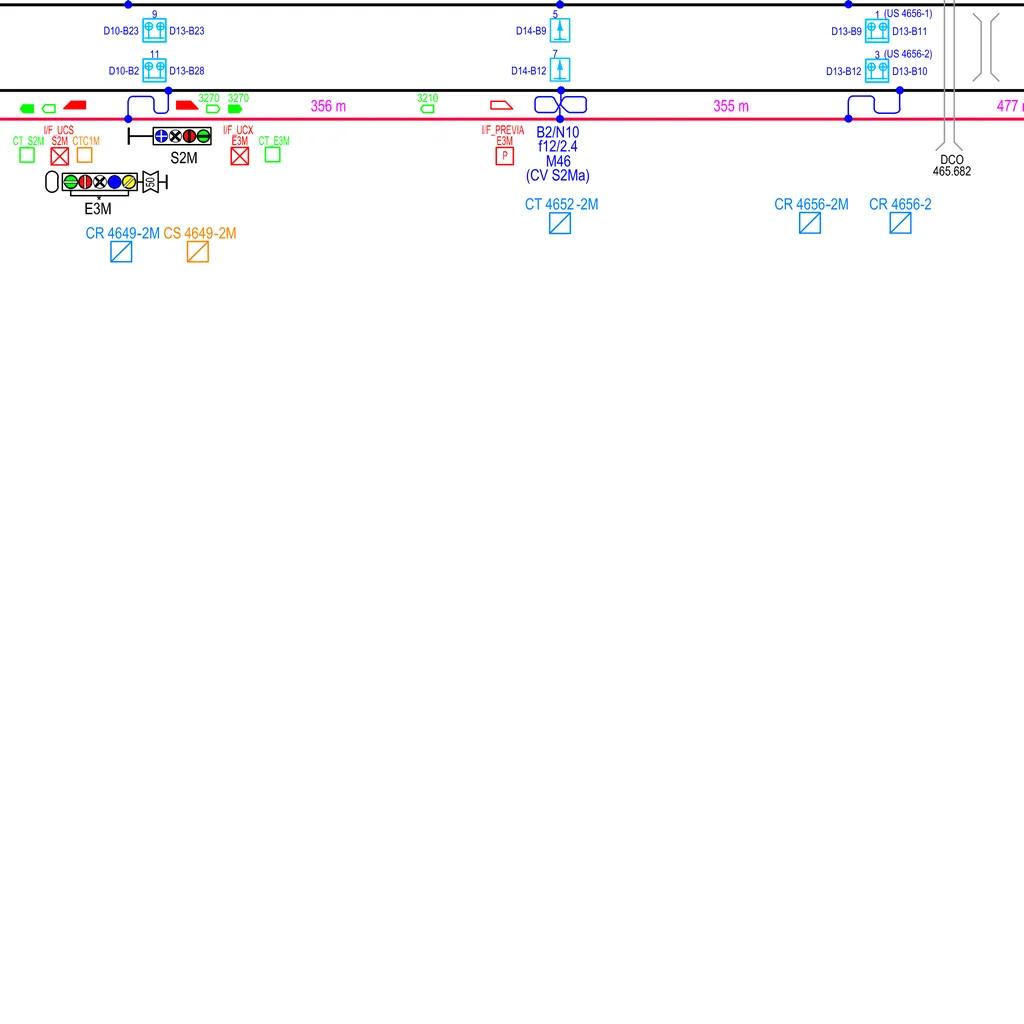 9
D10-B23
D13-B23
5
D14-B9
1 (US 4656-1)
D13-B9
D13-B11
11
D10-B2
D13-B28
7
D14-B12
3 (US 4656-2)
D13-B12
D13-B10
3270 3270
356 m
3210
355 m
477
I/F_UCS
S2M
CT_S2M
CTC1M
S2M
I/F_UCX
E3M
CT_E3M
I/F_PREVIA
E3M
P
B2/N10
f12/2.4
M46
(CV S2Ma)
DCO
465.682
50
E3M
CT 4652-2M
CR 4656-2M
CR 4656-2
CR 4649-2M
CS 4649-2M